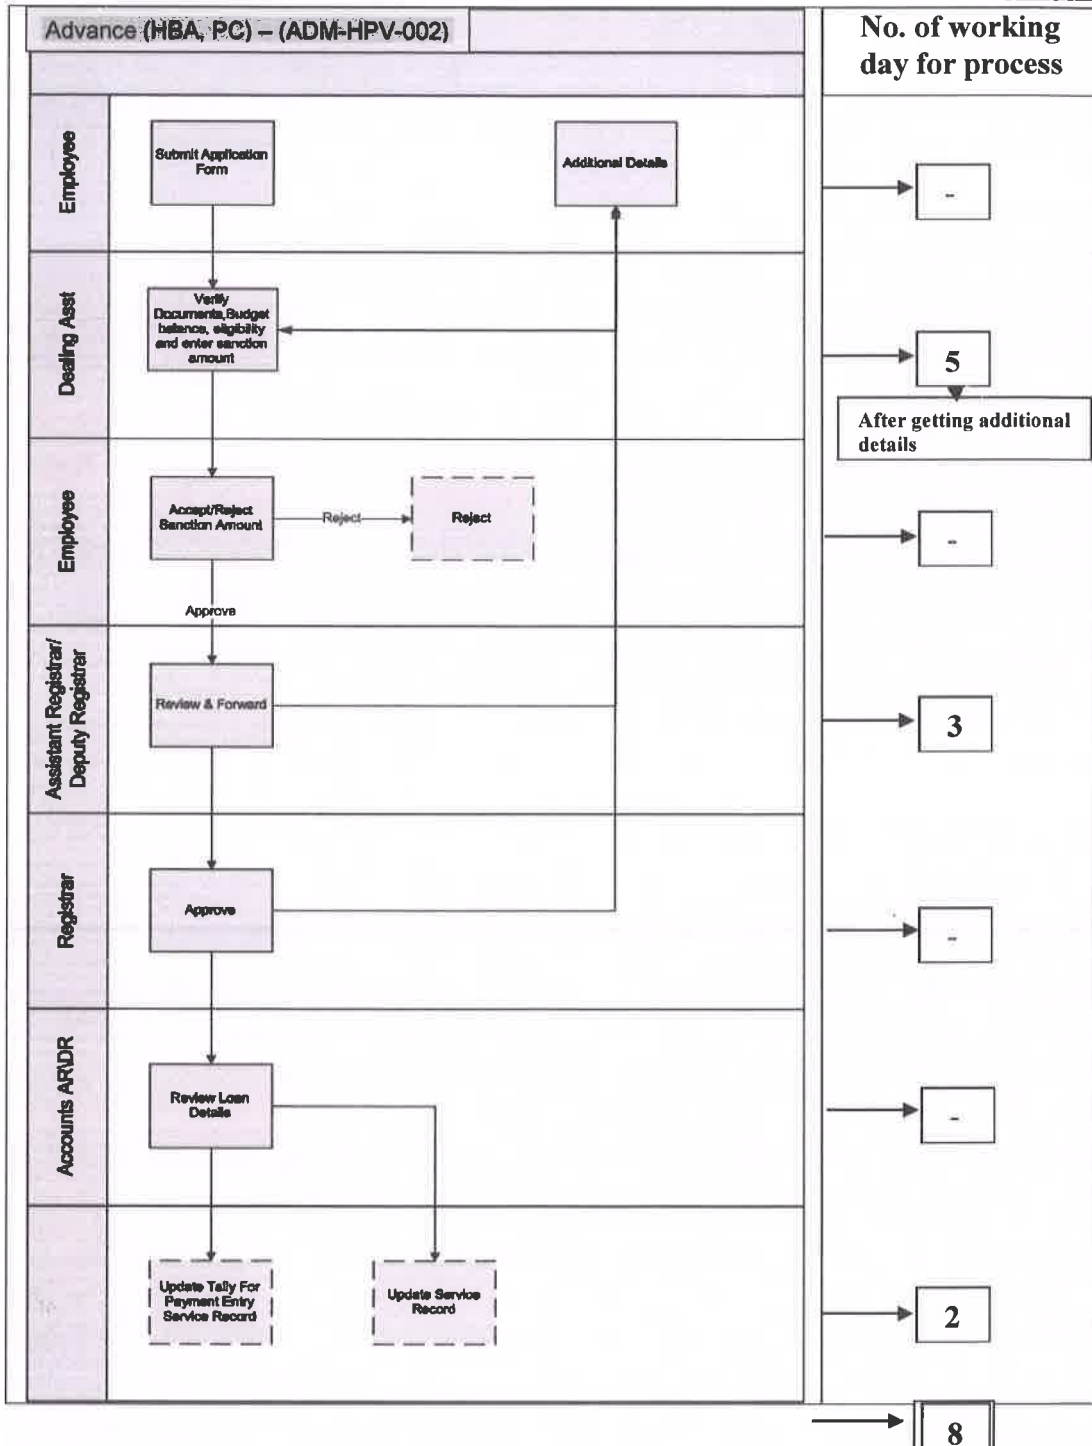 Advance (HBA, PC) – (ADM-HPV-002)
No. of working
day for process
Employee
Submit Application
Form
Additional Details
-
Dealing Asst
Verify
Documents,Budget
balance, eligibility
and enter sanction
amount
5
After getting additional
details
Employee
Accept/Reject
Sanction Amount
Reject
Reject
-
Approve
Assistant Registrar/
Deputy Registrar
Review & Forward
3
Registrar
Approve
-
Accounts AR\DR
Review Loan
Details
-
Update Tally For
Payment Entry
Service Record
Update Service
Record
2
8